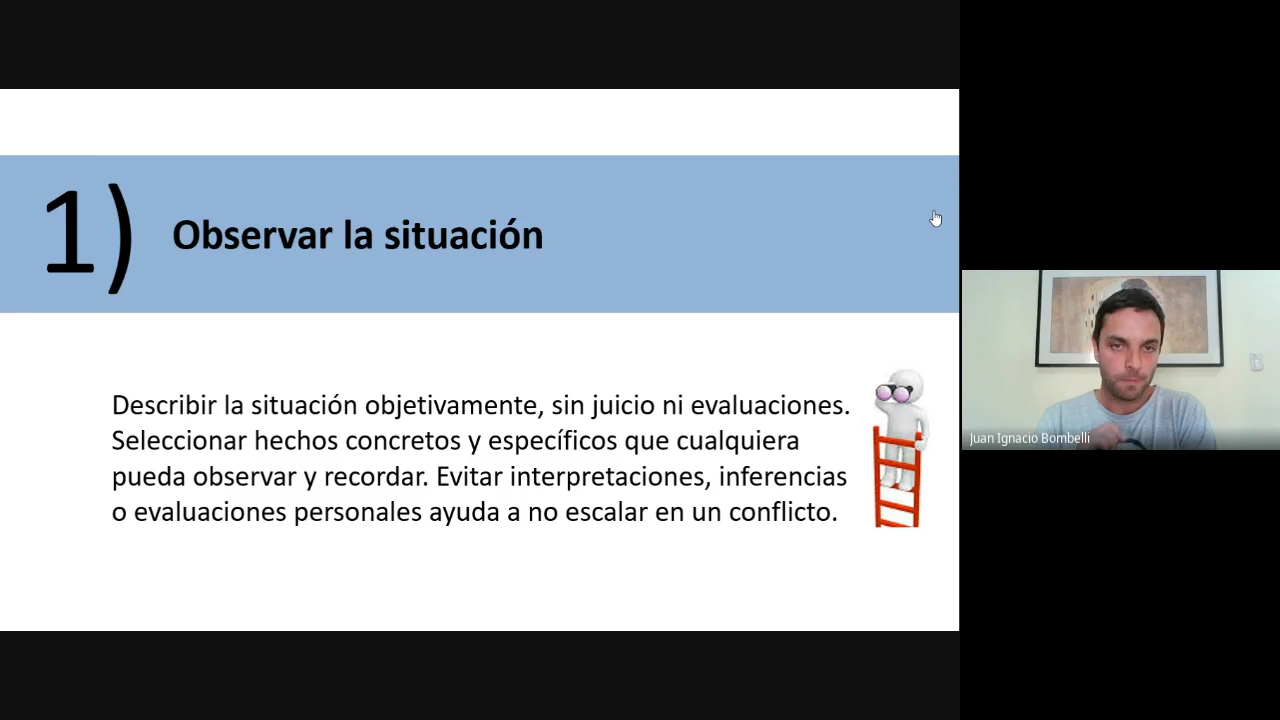 1)
Observar la situación
Describir la situación objetivamente, sin juicio ni evaluaciones.
Seleccionar hechos concretos y específicos que cualquiera
pueda observar y recordar. Evitar interpretaciones, inferencias
o evaluaciones personales ayuda a no escalar en un conflicto.
Juan Ignacio Bombelli